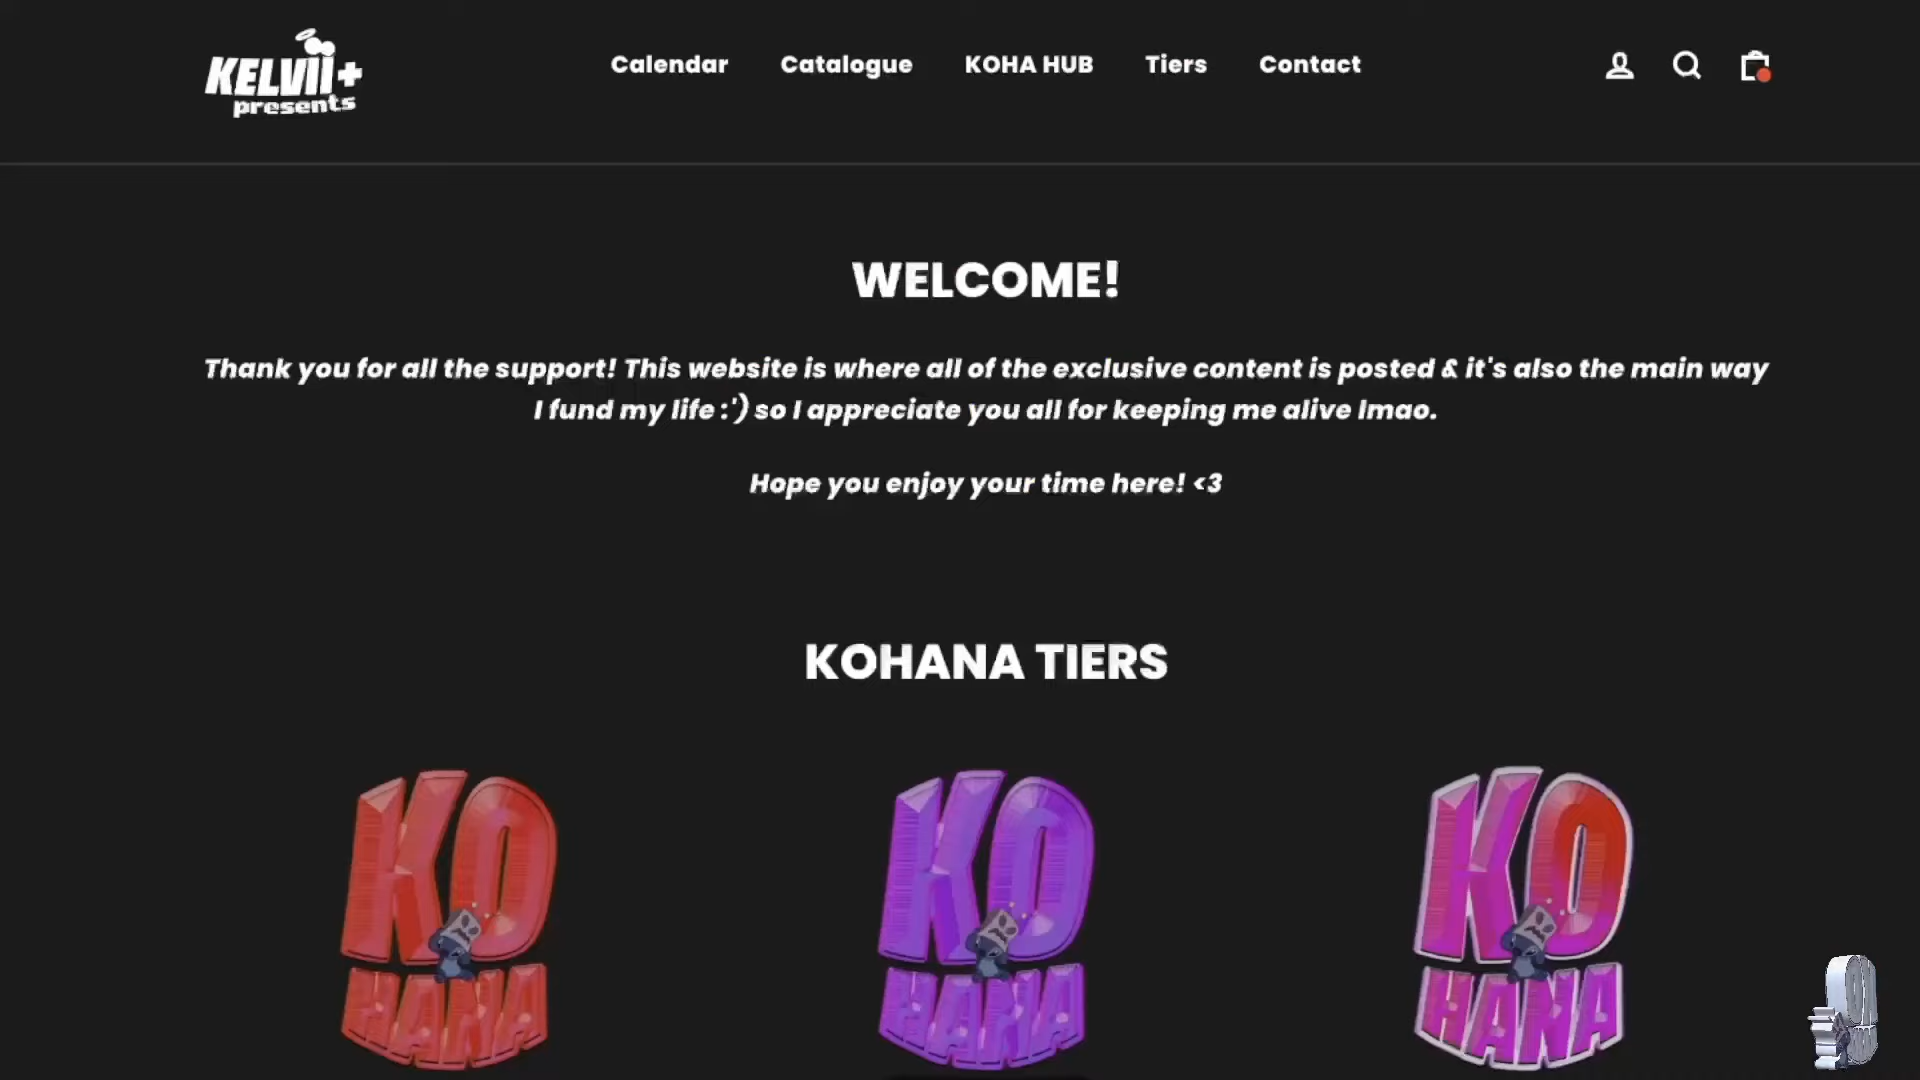 KELVii+
presents
Calendar
Catalogue
KOHA HUB
Tiers
Contact
WELCOME!
Thank you for all the support! This website is where all of the exclusive content is posted & it's also the main way
I fund my life :') so I appreciate you all for keeping me alive lmao.
Hope you enjoy your time here! <3
KOHANA TIERS
KO
HANA
KO
HANA
KO
HANA